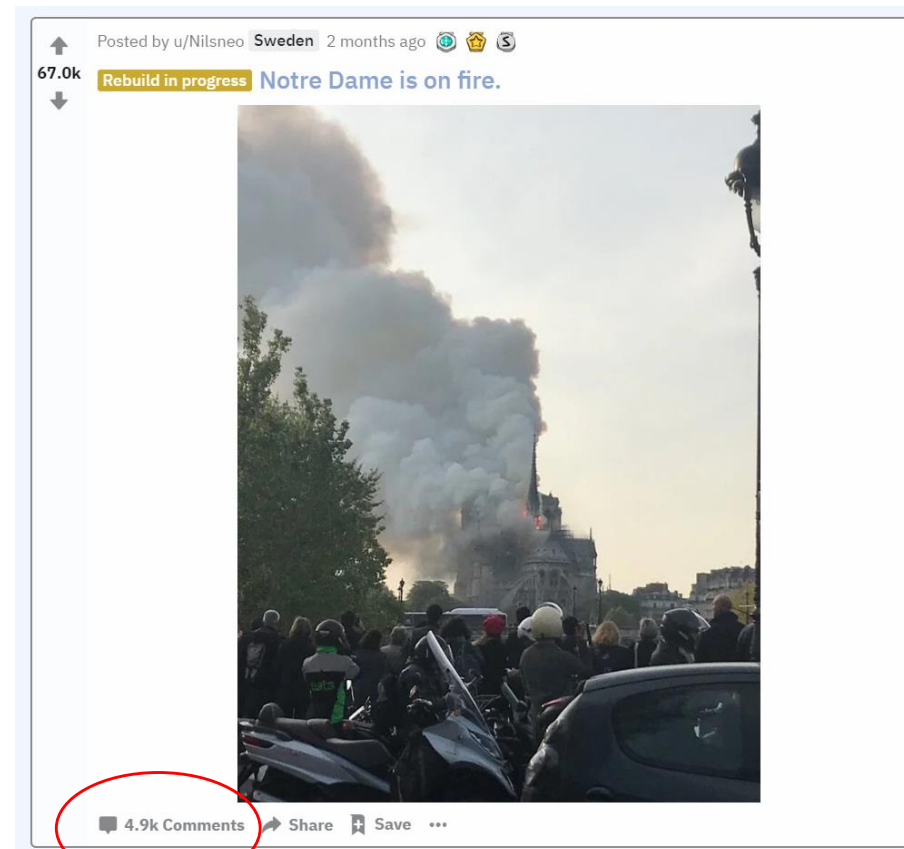 Posted by u/Nilsneo Sweden 2 months ago
67.0k
Rebuild in progress Notre Dame is on fire.
4.9k Comments Share Save